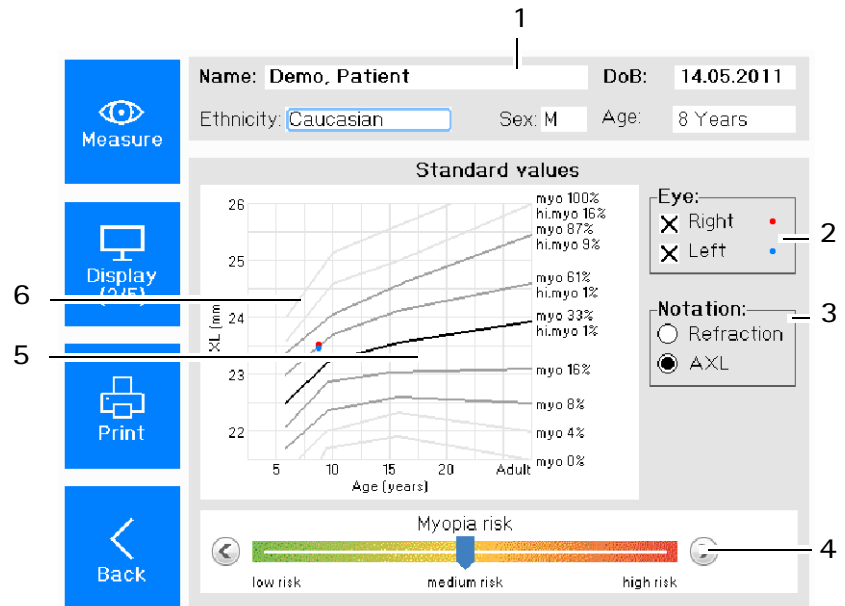 1
Name: Demo, Patient DoB: 14.05.2011
Ethnicity: Caucasian Sex: M Age: 8 Years
Measure
Display
(3/5)
Print
Back
Standard values
26
25
24
23
22
XL (mm
5 10 15 20 Adult
Age (years)
myo 100%
hi.myo 16%
myo 87%
hi.myo 9%
myo 61%
hi.myo 1%
myo 33%
hi.myo 1%
myo 16%
myo 8%
myo 4%
myo 0%
Eye:
Right
Left
2
Notation:
Refraction
AXL
3
6
5
Myopia risk
low risk medium risk high risk
4